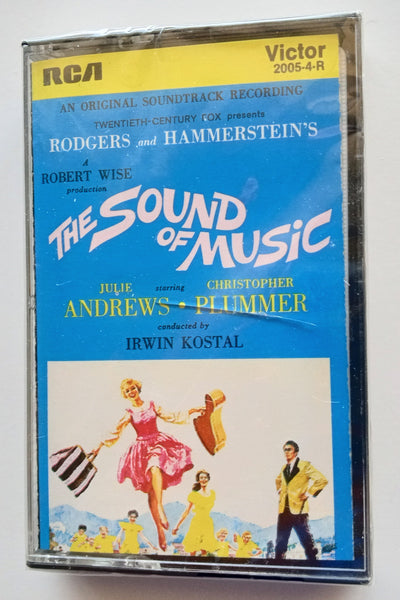 RCA
Victor
2005-4-R
AN ORIGINAL SOUNDTRACK RECORDING
TWENTIETH-CENTURY FOX presents
RODGERS and HAMMERSTEIN'S
A
ROBERT WISE
production
THE SOUND
OF MUSIC
JULIE starring CHRISTOPHER
ANDREWS • PLUMMER
conducted by
IRWIN KOSTAL